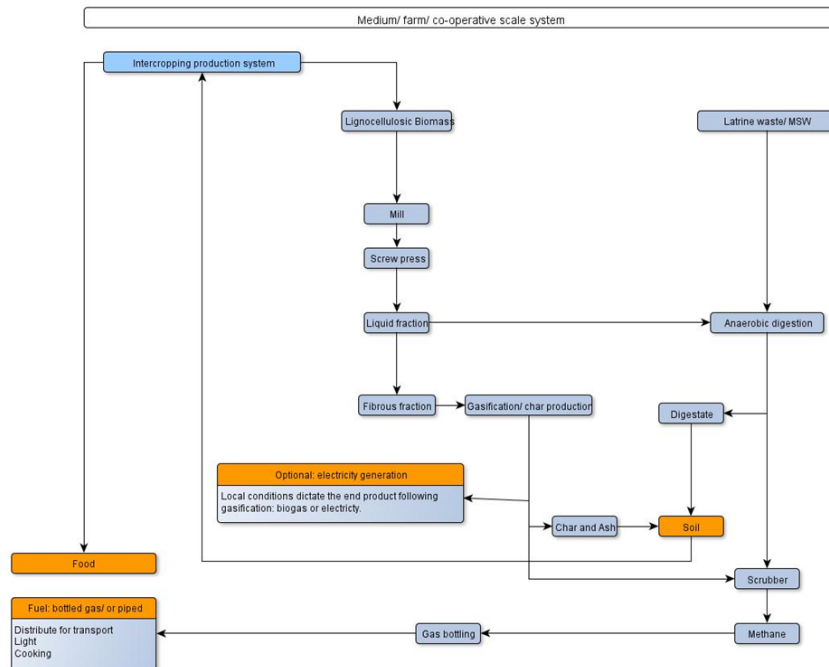 Medium/ farm/ co-operative scale system
Intercropping production system
Lignocellulosic Biomass
Latrine waste/ MSW
Mill
Screw press
Liquid fraction
Anaerobic digestion
Fibrous fraction
Gasification/ char production
Digestate
Optional: electricity generation
Local conditions dictate the end product following
gasification: biogas or electricty.
Char and Ash
Soil
Food
Scrubber
Fuel: bottled gas/ or piped
Distribute for transport
Light
Cooking
Gas bottling
Methane